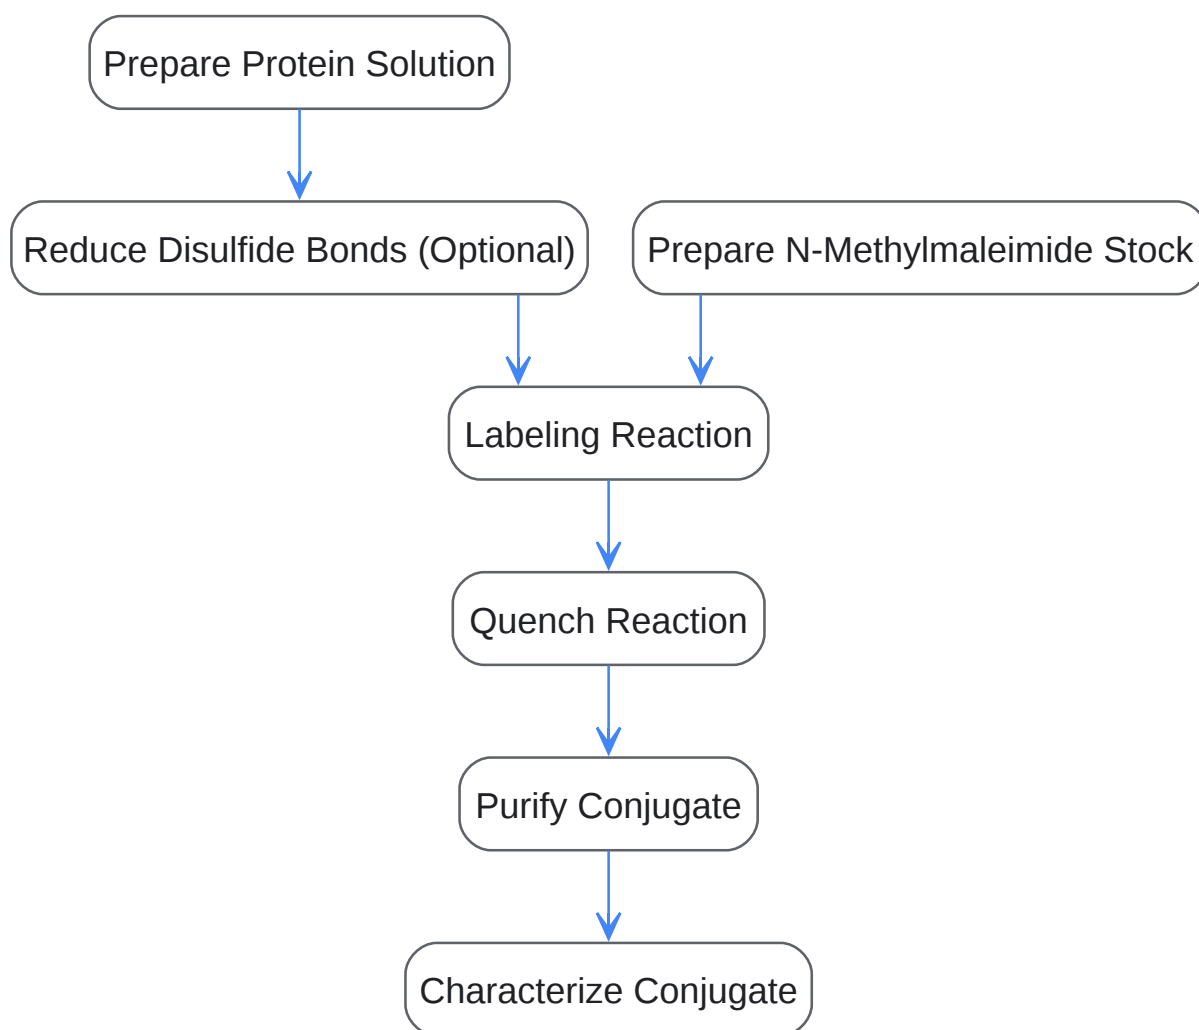 Prepare Protein Solution
Reduce Disulfide Bonds (Optional)
Prepare N-Methylmaleimide Stock
Labeling Reaction
Quench Reaction
Purify Conjugate
Characterize Conjugate